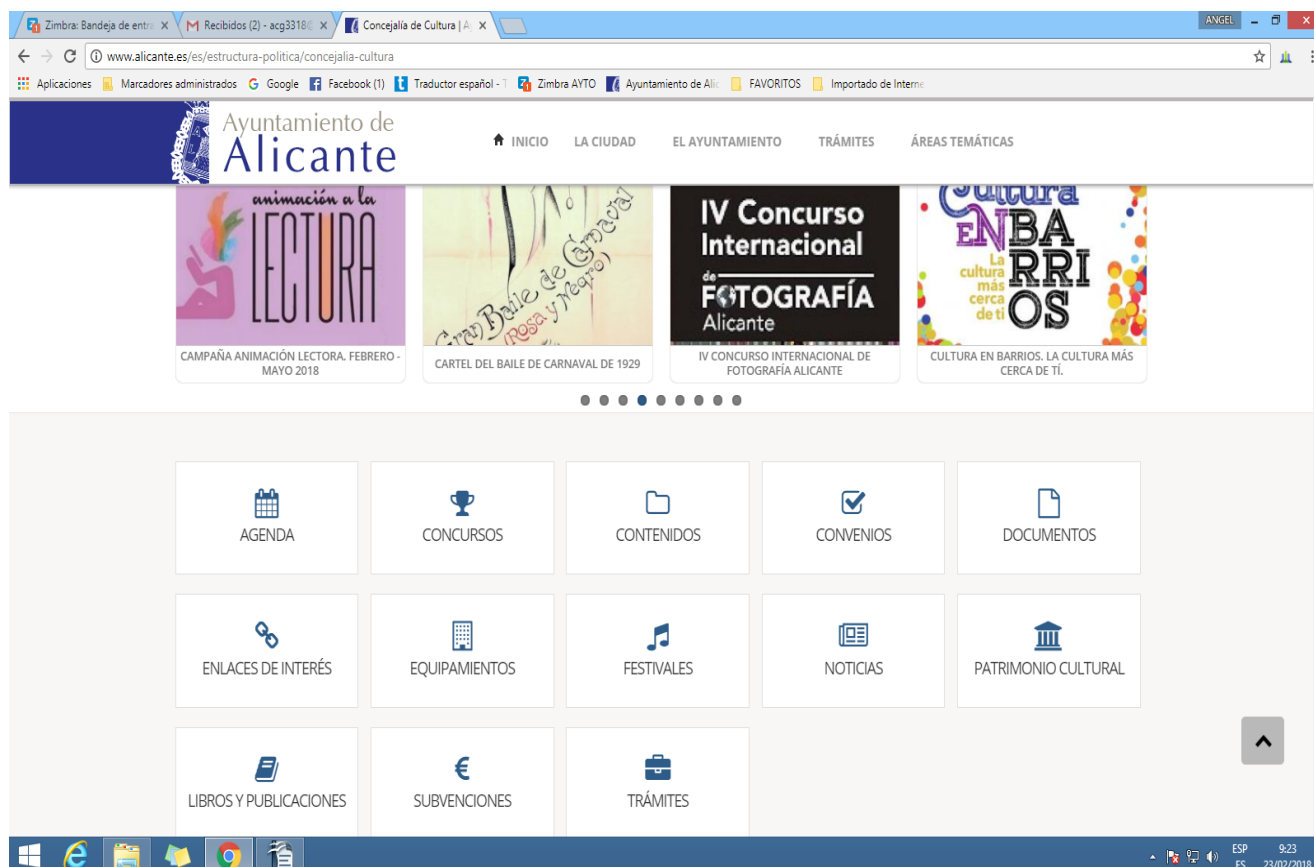 Zimbra: Bandeja de entra
Recibidos (2) - acg3318@
Concejalía de Cultura | A
ANGEL
www.alicante.es/es/estructura-politica/concejalia-cultura
Aplicaciones
Marcadores administrados
Google
Facebook (1)
Traductor español - T
Zimbra AYTO
Ayuntamiento de Alic
FAVORITOS
Importado de Interne
Ayuntamiento de
Alicante
INICIO
LA CIUDAD
EL AYUNTAMIENTO
TRÁMITES
ÁREAS TEMÁTICAS
animación a la
LECTURA
Gran Baile de Carnaval
(Rosa y Negro)
IV Concurso
Internacional
de
FOTOGRAFÍA
Alicante
Cultura
EN BA
RRI
OS
La
cultura
más
cerca
de ti
CAMPAÑA ANIMACIÓN LECTORA. FEBRERO -
MAYO 2018
CARTEL DEL BAILE DE CARNAVAL DE 1929
IV CONCURSO INTERNACIONAL DE
FOTOGRAFÍA ALICANTE
CULTURA EN BARRIOS. LA CULTURA MÁS
CERCA DE TÍ.
AGENDA
CONCURSOS
CONTENIDOS
CONVENIOS
DOCUMENTOS
ENLACES DE INTERÉS
EQUIPAMIENTOS
FESTIVALES
NOTICIAS
PATRIMONIO CULTURAL
LIBROS Y PUBLICACIONES
SUBVENCIONES
TRÁMITES
ESP
ES
9:23
23/02/2018